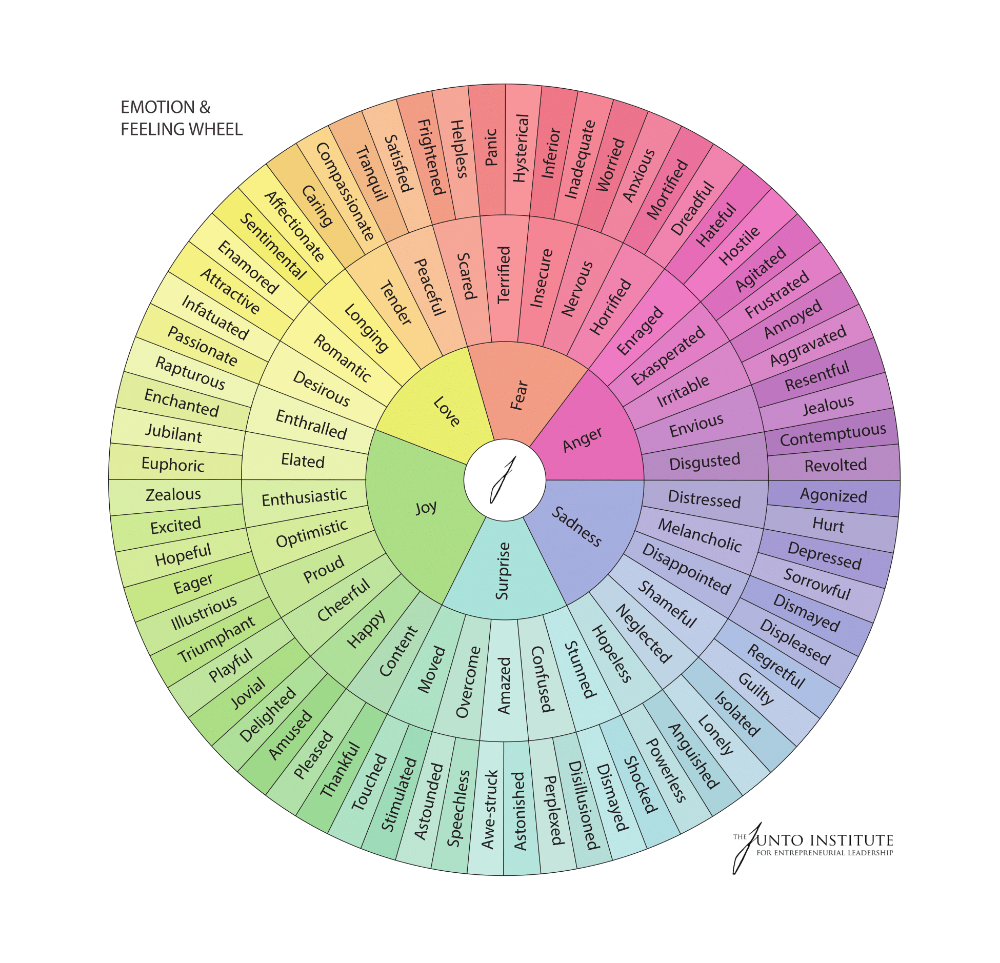 EMOTION &
FEELING WHEEL
Fear
Anger
Sadness
Surprise
Joy
Love
Scared
Terrified
Insecure
Nervous
Horrified
Enraged
Exasperated
Irritable
Envious
Disgusted
Distressed
Melancholic
Disappointed
Shameful
Neglected
Hopeless
Stunned
Confused
Amazed
Overcome
Moved
Content
Happy
Cheerful
Proud
Optimistic
Enthusiastic
Elated
Enthralled
Desirous
Romantic
Longing
Tender
Peaceful
Frightened
Helpless
Panic
Hysterical
Inferior
Inadequate
Worried
Anxious
Mortified
Dreadful
Hateful
Hostile
Agitated
Frustrated
Annoyed
Aggravated
Resentful
Jealous
Contemptuous
Revolted
Agonized
Hurt
Depressed
Sorrowful
Dismayed
Displeased
Regretful
Guilty
Isolated
Lonely
Anguished
Powerless
Shocked
Dismayed
Disillusioned
Perplexed
Astonished
Awe-struck
Speechless
Astounded
Stimulated
Touched
Thankful
Pleased
Amused
Delighted
Jovial
Playful
Triumphant
Illustrious
Eager
Hopeful
Excited
Zealous
Euphoric
Jubilant
Enchanted
Rapturous
Passionate
Infatuated
Attractive
Enamored
Sentimental
Affectionate
Caring
Compassionate
Tranquil
Satisfied
THE JUNTO INSTITUTE
FOR ENTREPRENEURIAL LEADERSHIP